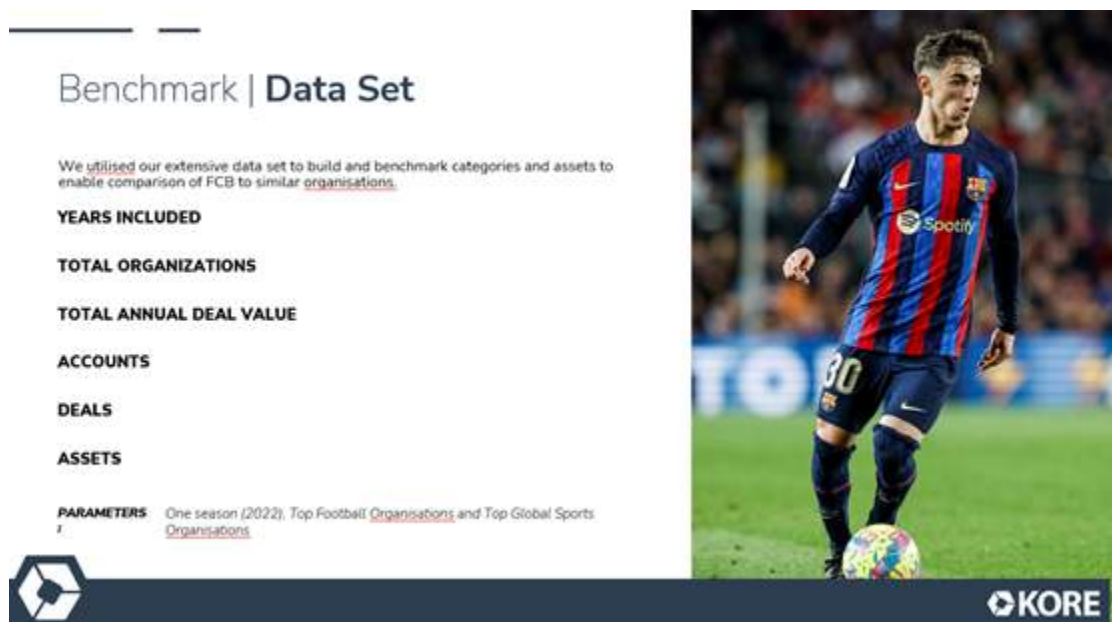 Benchmark | Data Set
We utilised our extensive data set to build and benchmark categories and assets to
enable comparison of FCB to similar organisations.
YEARS INCLUDED
TOTAL ORGANIZATIONS
TOTAL ANNUAL DEAL VALUE
ACCOUNTS
DEALS
ASSETS
PARAMETERS One season (2022), Top Football Organisations and Top Global Sports
: Organisations
Spotify
30
TO
KORE